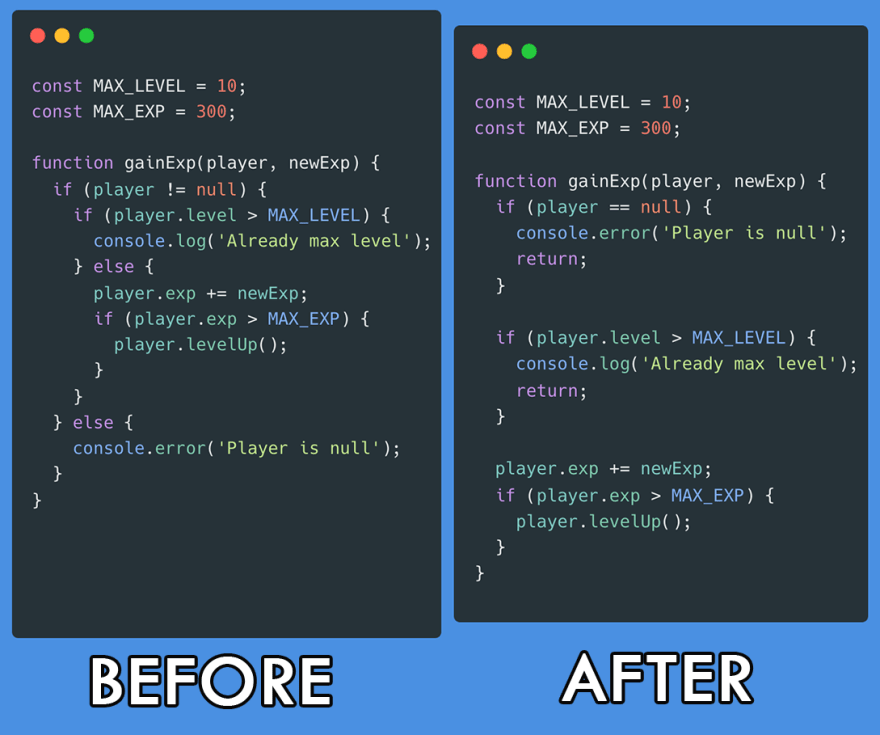 const MAX_LEVEL = 10;
const MAX_EXP = 300;
function gainExp(player, newExp) {
  if (player != null) {
    if (player.level > MAX_LEVEL) {
      console.log('Already max level');
    } else {
      player.exp += newExp;
      if (player.exp > MAX_EXP) {
        player.levelUp();
      }
    }
  } else {
    console.error('Player is null');
  }
}
BEFORE
const MAX_LEVEL = 10;
const MAX_EXP = 300;
function gainExp(player, newExp) {
  if (player == null) {
    console.error('Player is null');
    return;
  }
  if (player.level > MAX_LEVEL) {
    console.log('Already max level');
    return;
  }
  player.exp += newExp;
  if (player.exp > MAX_EXP) {
    player.levelUp();
  }
}
AFTER